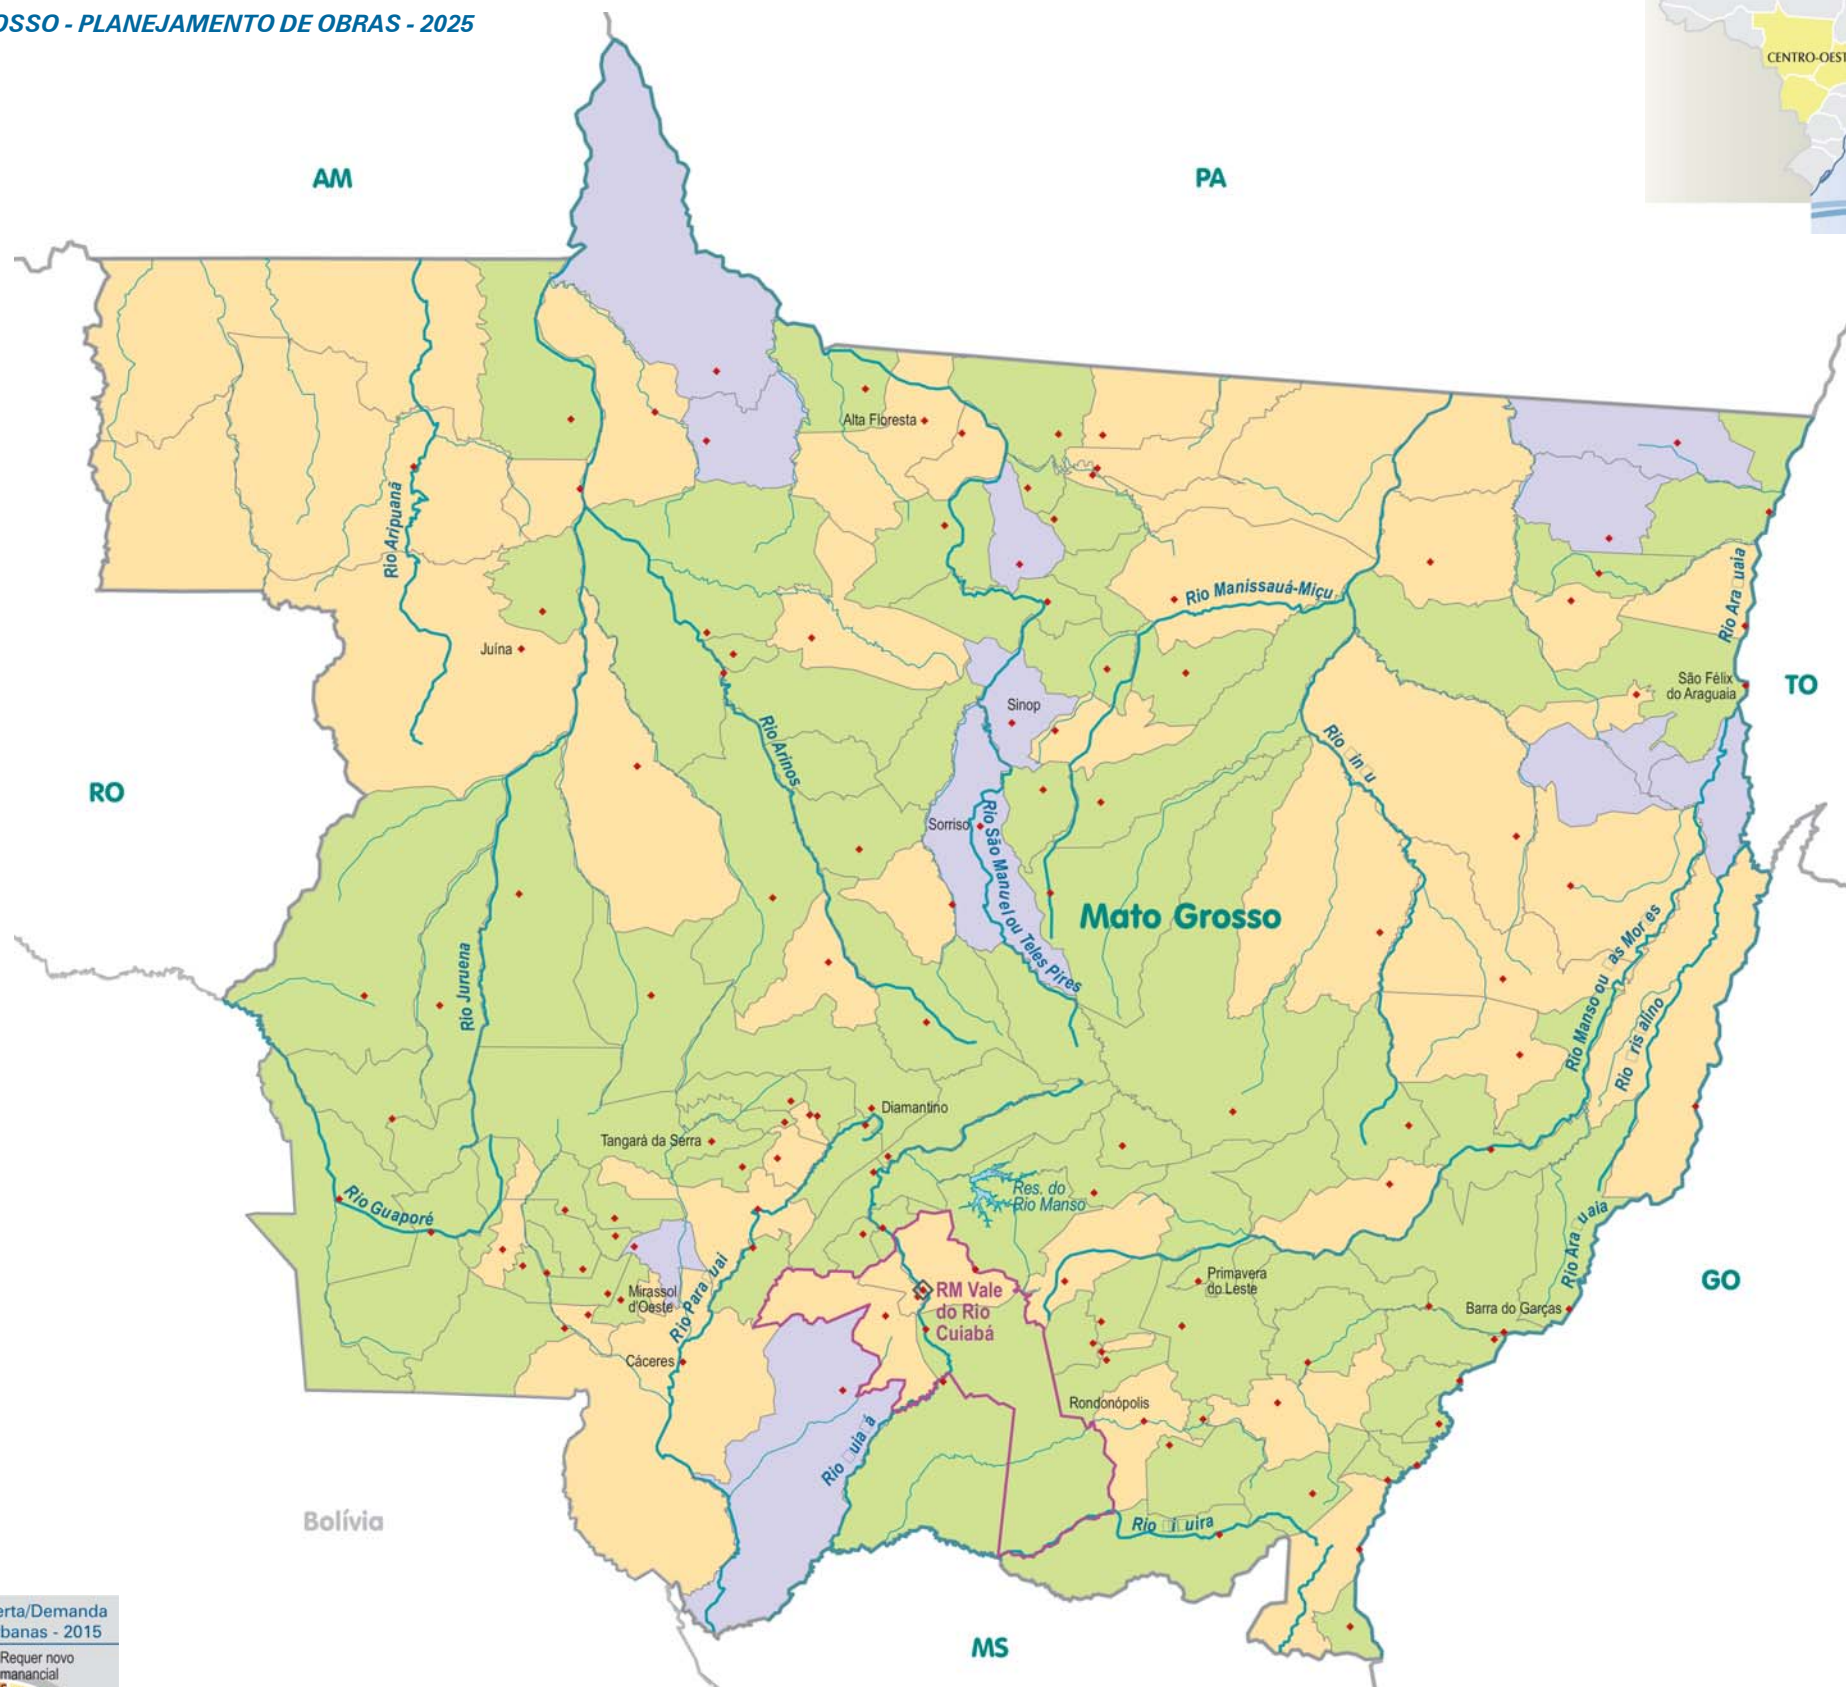 OSSO - PLANEJAMENTO DE OBRAS - 2025
CENTRO-OEST
AM
PA
Alta Floresta
Rio Aripuanã
Rio Manissauá-Miçu
Juína
São Félix
do Araguaia
TO
Sinop
Rio Arinos
RO
Sorriso
Rio São Manuel ou Teles Pires
Mato Grosso
Rio Juruena
Rio Manso ou
Rio
Diamantino
Tangará da Serra
Res. do
Rio Manso
Rio Guaporé
Primavera
do Leste
GO
RM Vale
do Rio
Cuiabá
Mirassol
d'Oeste
Barra do Garças
Cáceres
Rondonópolis
Bolívia
MS
erta/Demanda
banas - 2015
Requer novo
manancial